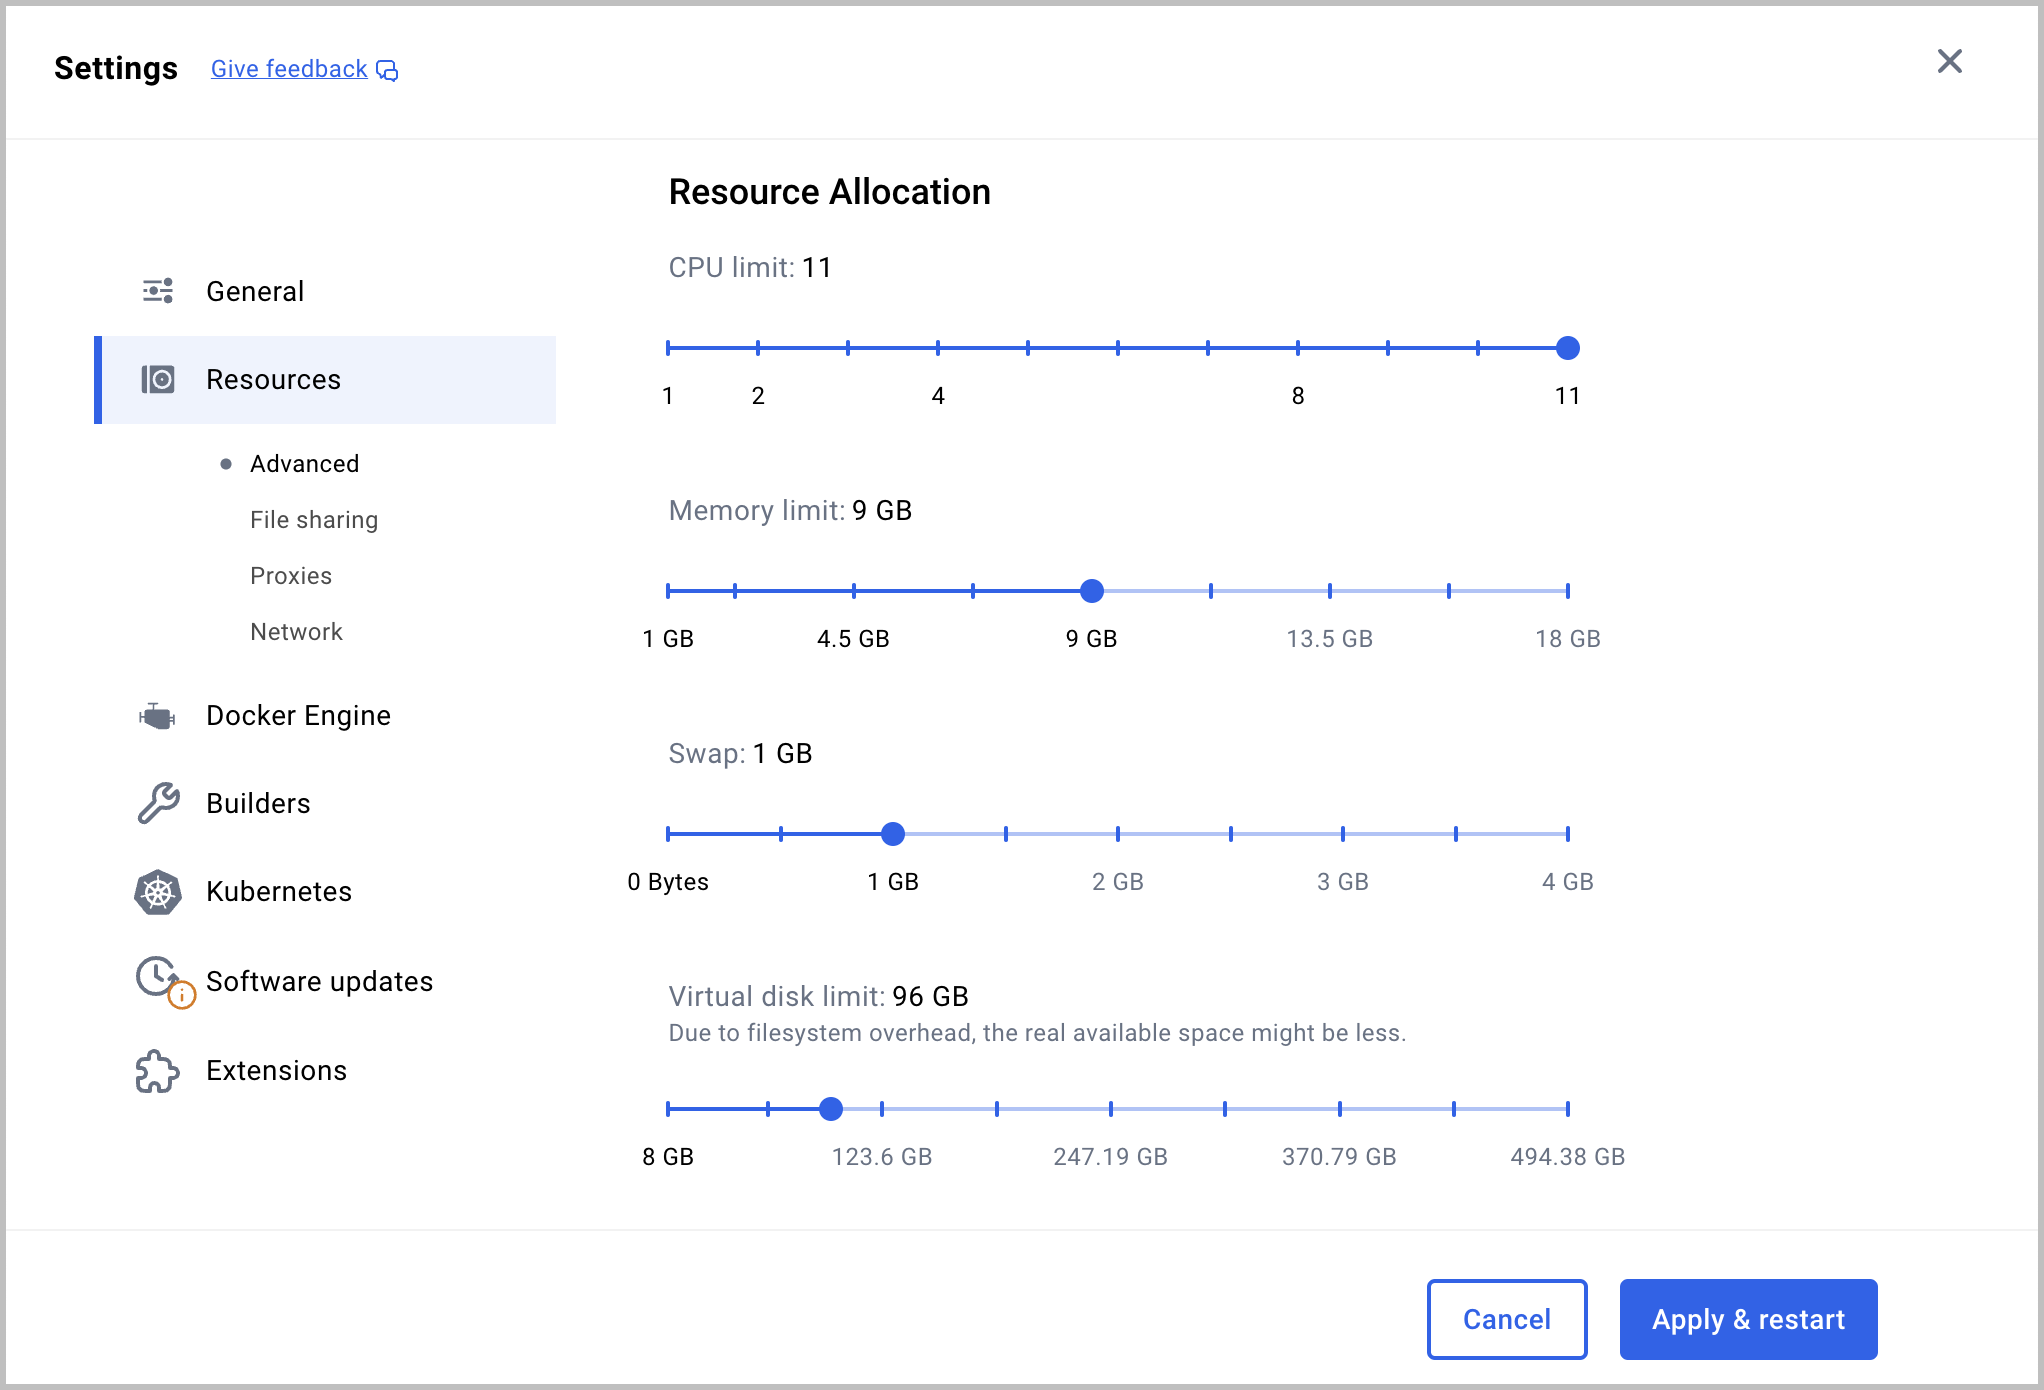 Settings Give feedback
General
Resources
Advanced
File sharing
Proxies
Network
Docker Engine
Builders
Kubernetes
Software updates
Extensions
Resource Allocation
CPU limit: 11
1 2 4 8 11
Memory limit: 9 GB
1 GB 4.5 GB 9 GB 13.5 GB 18 GB
Swap: 1 GB
0 Bytes 1 GB 2 GB 3 GB 4 GB
Virtual disk limit: 96 GB
Due to filesystem overhead, the real available space might be less.
8 GB 123.6 GB 247.19 GB 370.79 GB 494.38 GB
Cancel Apply & restart